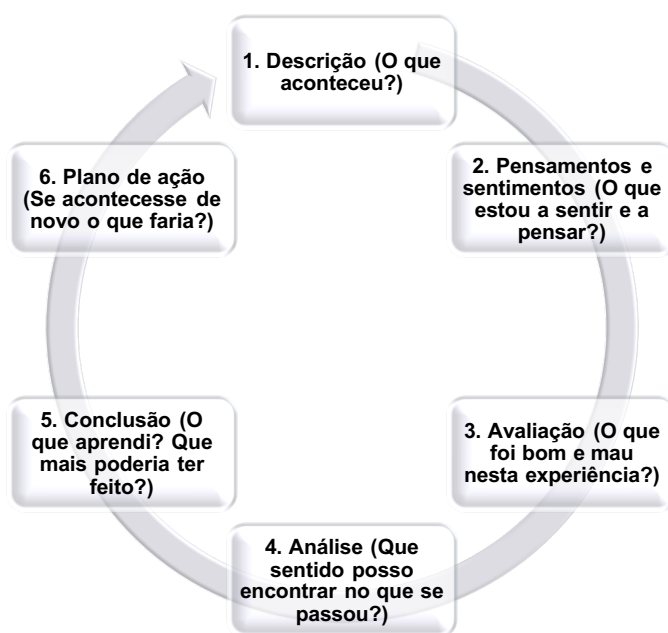 1. Descrição (O que
aconteceu?)
2. Pensamentos e
sentimentos (O que
estou a sentir e a
pensar?)
3. Avaliação (O que
foi bom e mau
nesta experiência?)
4. Análise (Que
sentido posso
encontrar no que se
passou?)
5. Conclusão (O
que aprendi? Que
mais poderia ter
feito?)
6. Plano de ação
(Se acontecesse de
novo o que faria?)